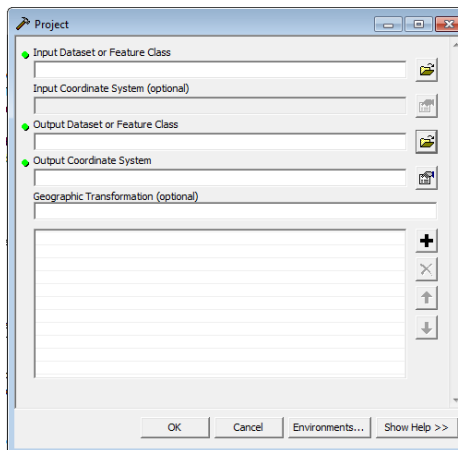 Project
Input Dataset or Feature Class
Input Coordinate System (optional)
Output Dataset or Feature Class
Output Coordinate System
Geographic Transformation (optional)
OK
Cancel
Environments...
Show Help >>